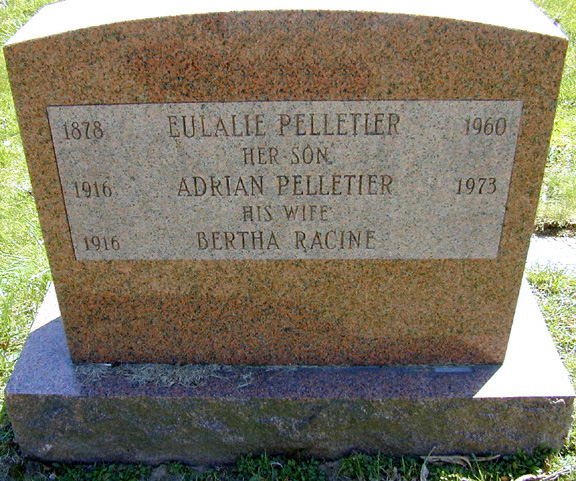 1878 EULALIE PELLETIER 1960
HER SON
1916 ADRIAN PELLETIER 1973
HIS WIFE
1916 BERTHA RACINE